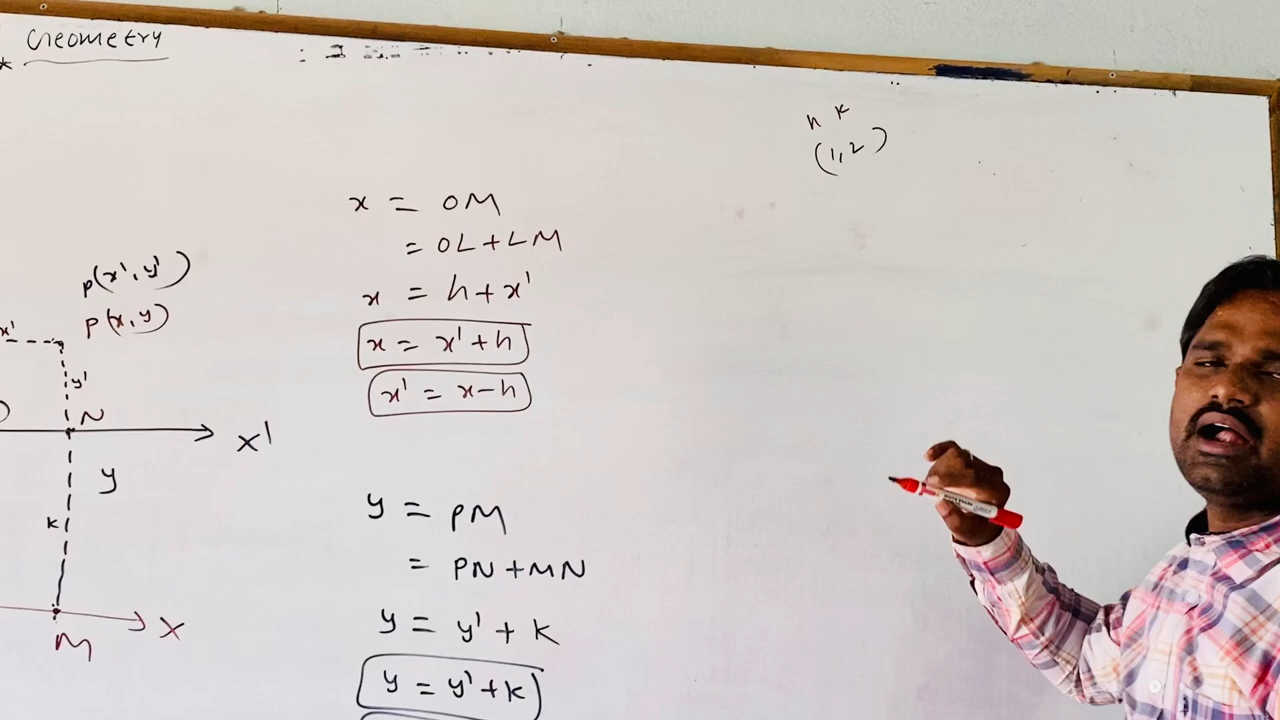 Geometry
*
h k
(1,2)
x = OM
= OL + LM
x = h + x'
x = x' + h
x' = x - h
P(x', y')
P(x, y)
x'
y'
N
X'
y
k
M
X
y = PM
= PN + MN
y = y' + k
y = y' + k